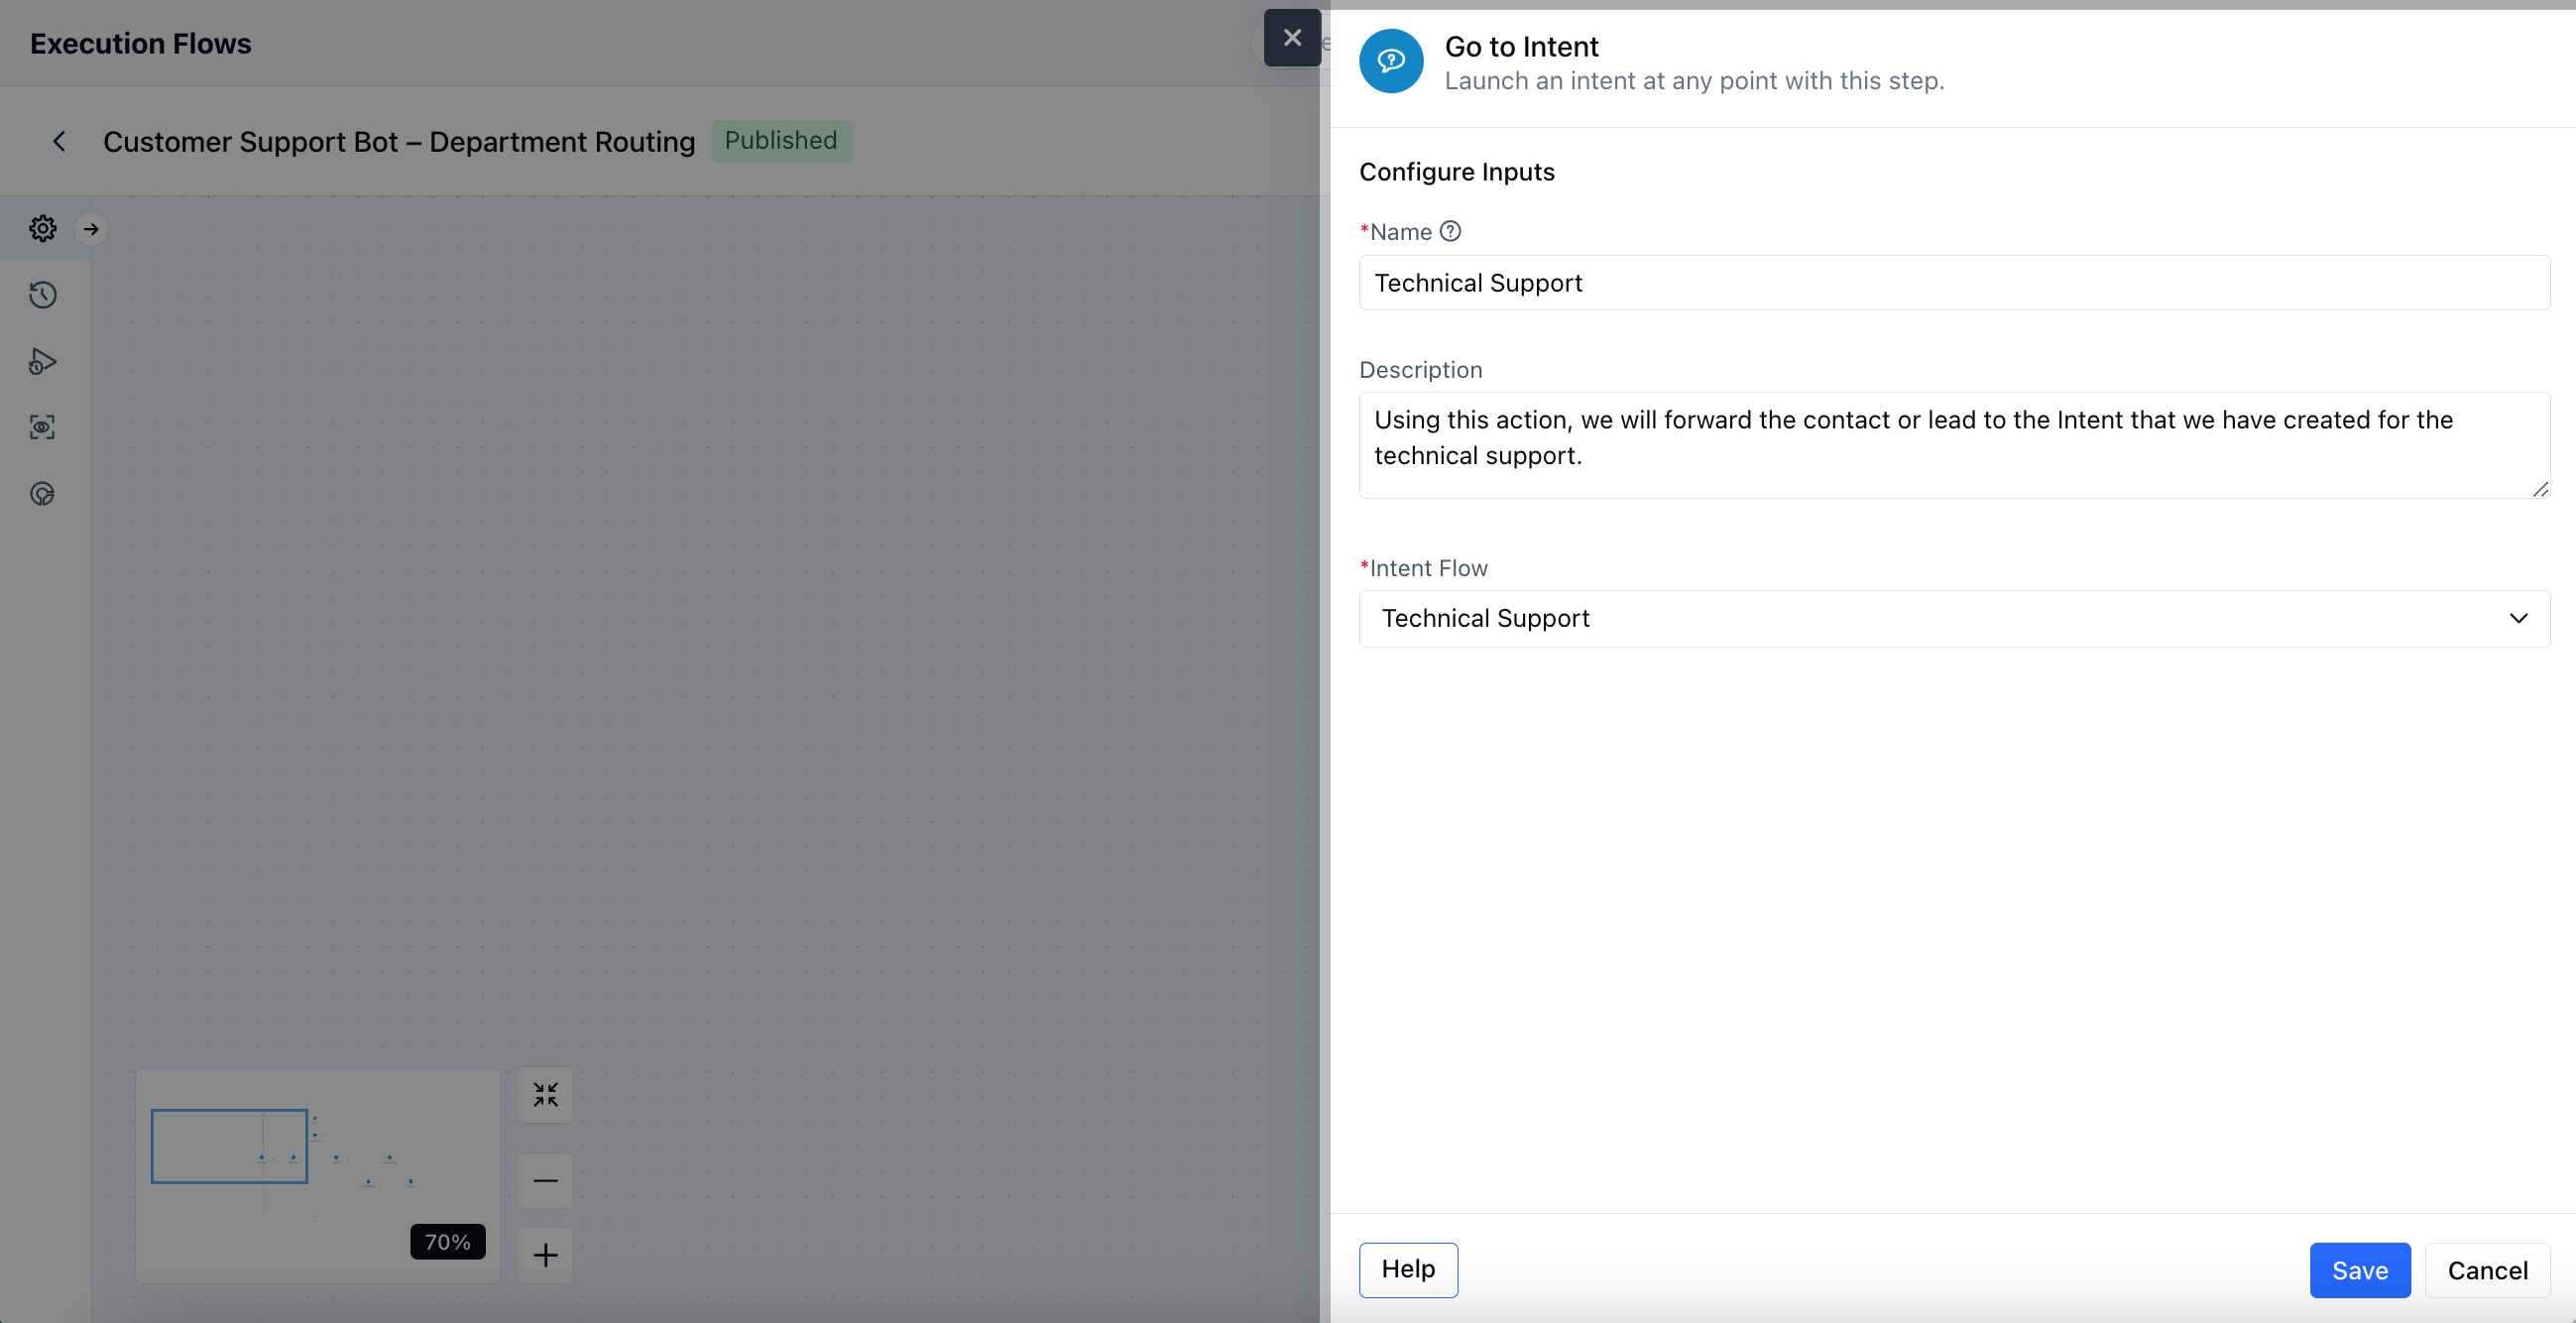 Execution Flows
Customer Support Bot – Department Routing
Published
70%
Go to Intent
Launch an intent at any point with this step.
Configure Inputs
*Name
Technical Support
Description
Using this action, we will forward the contact or lead to the Intent that we have created for the
technical support.
*Intent Flow
Technical Support
Help
Save
Cancel